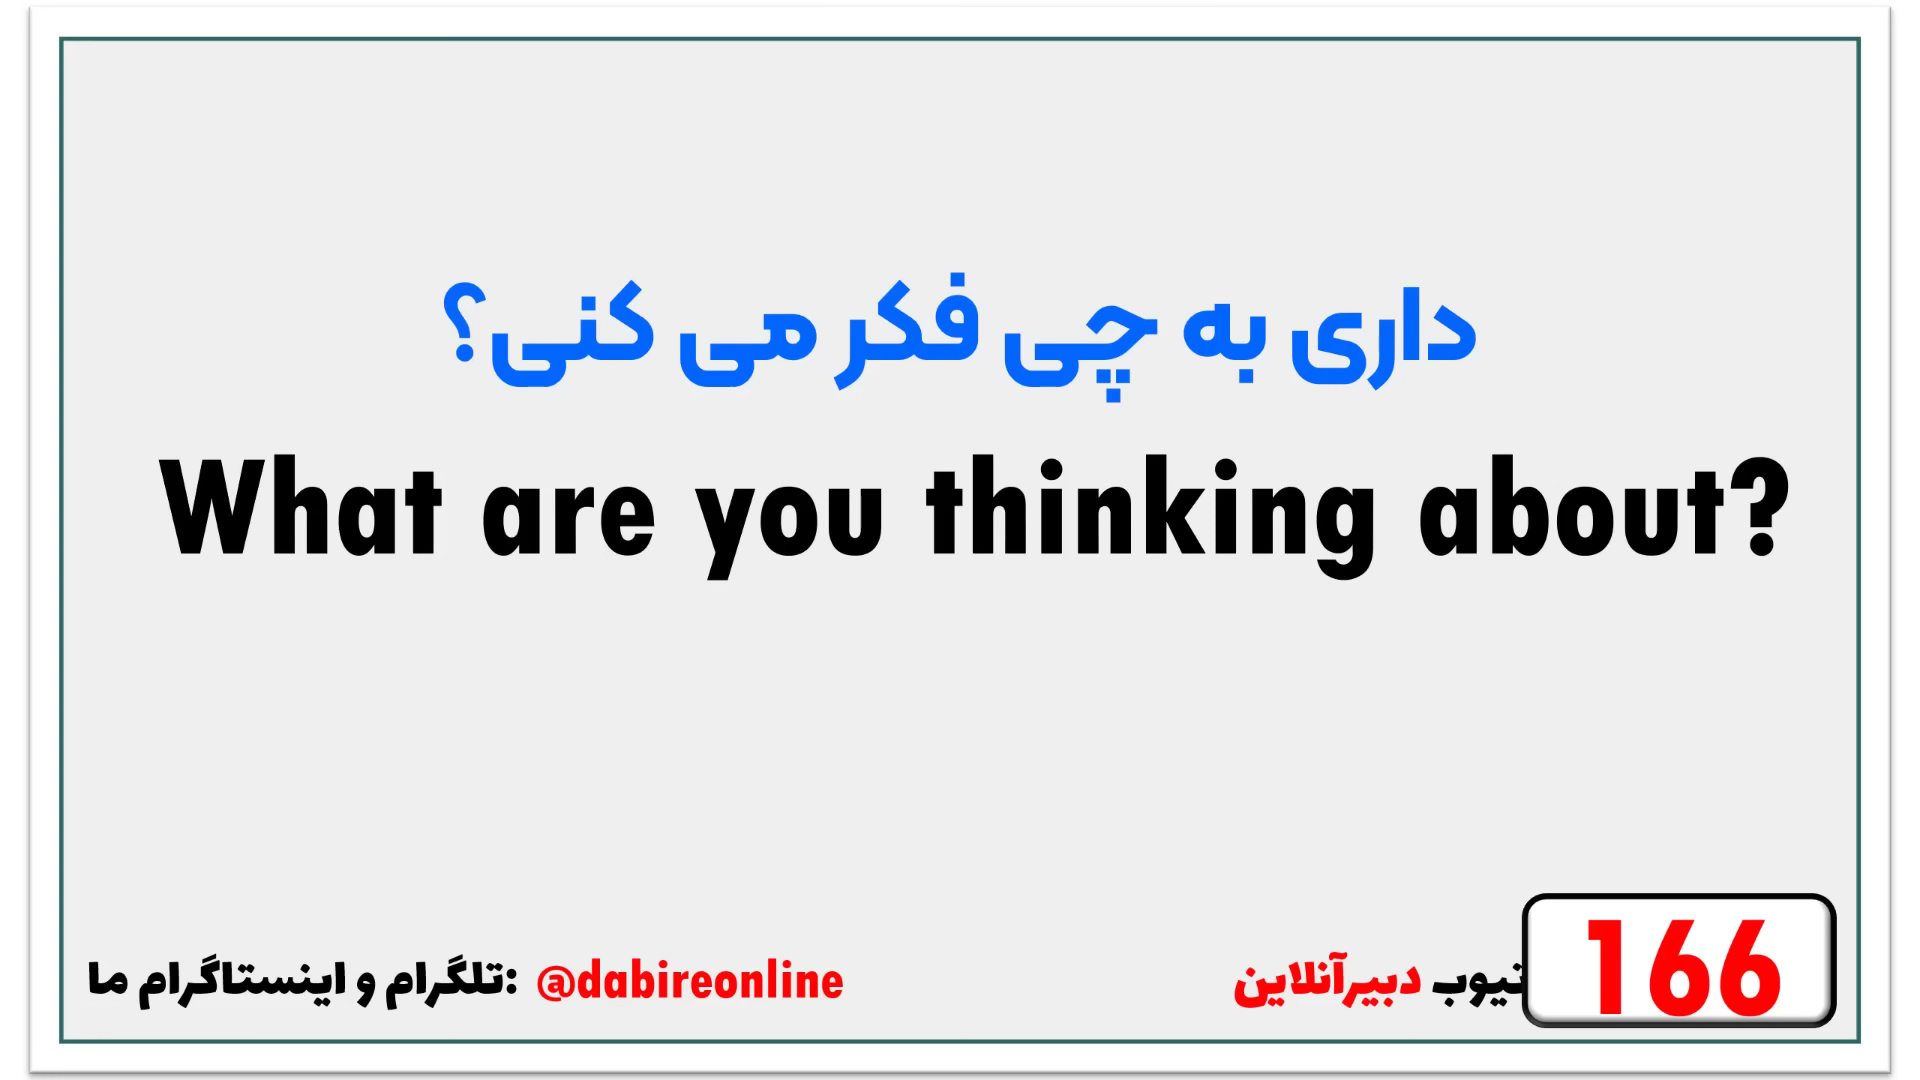 داری به چی فکر می کنی؟
What are you thinking about?
تلگرام و اینستاگرام ما: @dabireonline
دبیرآنلاین
166